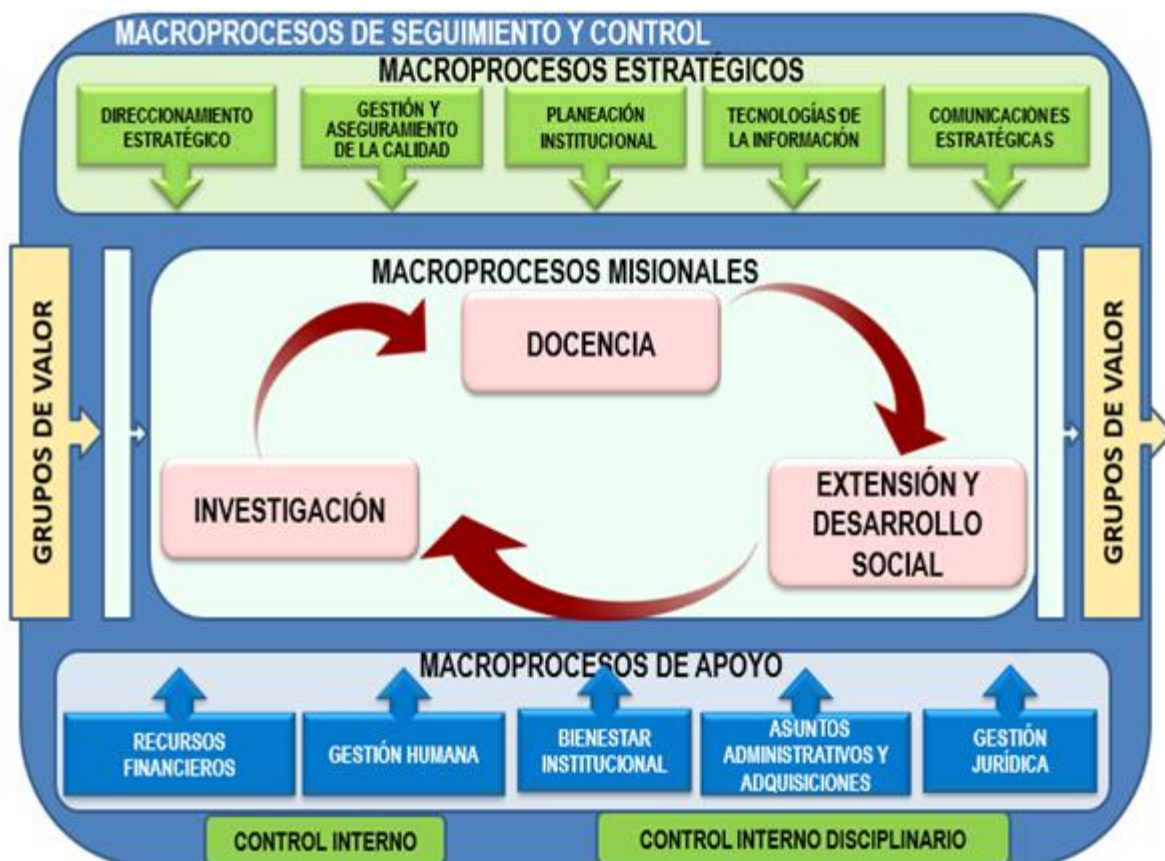 MACROPROCESOS DE SEGUIMIENTO Y CONTROL
MACROPROCESOS ESTRATÉGICOS
DIRECCIONAMIENTO
ESTRATÉGICO
GESTIÓN Y
ASEGURAMIENTO
DE LA CALIDAD
PLANEACIÓN
INSTITUCIONAL
TECNOLOGÍAS DE
LA INFORMACIÓN
COMUNICACIONES
ESTRATÉGICAS
GRUPOS DE VALOR
MACROPROCESOS MISIONALES
DOCENCIA
INVESTIGACIÓN
EXTENSIÓN Y
DESARROLLO
SOCIAL
GRUPOS DE VALOR
MACROPROCESOS DE APOYO
RECURSOS
FINANCIEROS
GESTIÓN HUMANA
BIENESTAR
INSTITUCIONAL
ASUNTOS
ADMINISTRATIVOS Y
ADQUISICIONES
GESTIÓN
JURÍDICA
CONTROL INTERNO
CONTROL INTERNO DISCIPLINARIO